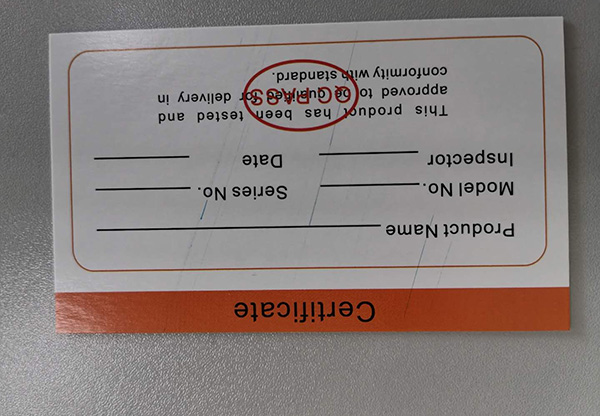 Certificate
Product Name
Model No. Series No.
Inspector Date
This product has been tested and
approved to be qualified for delivery in
conformity with standard.
QC PASS